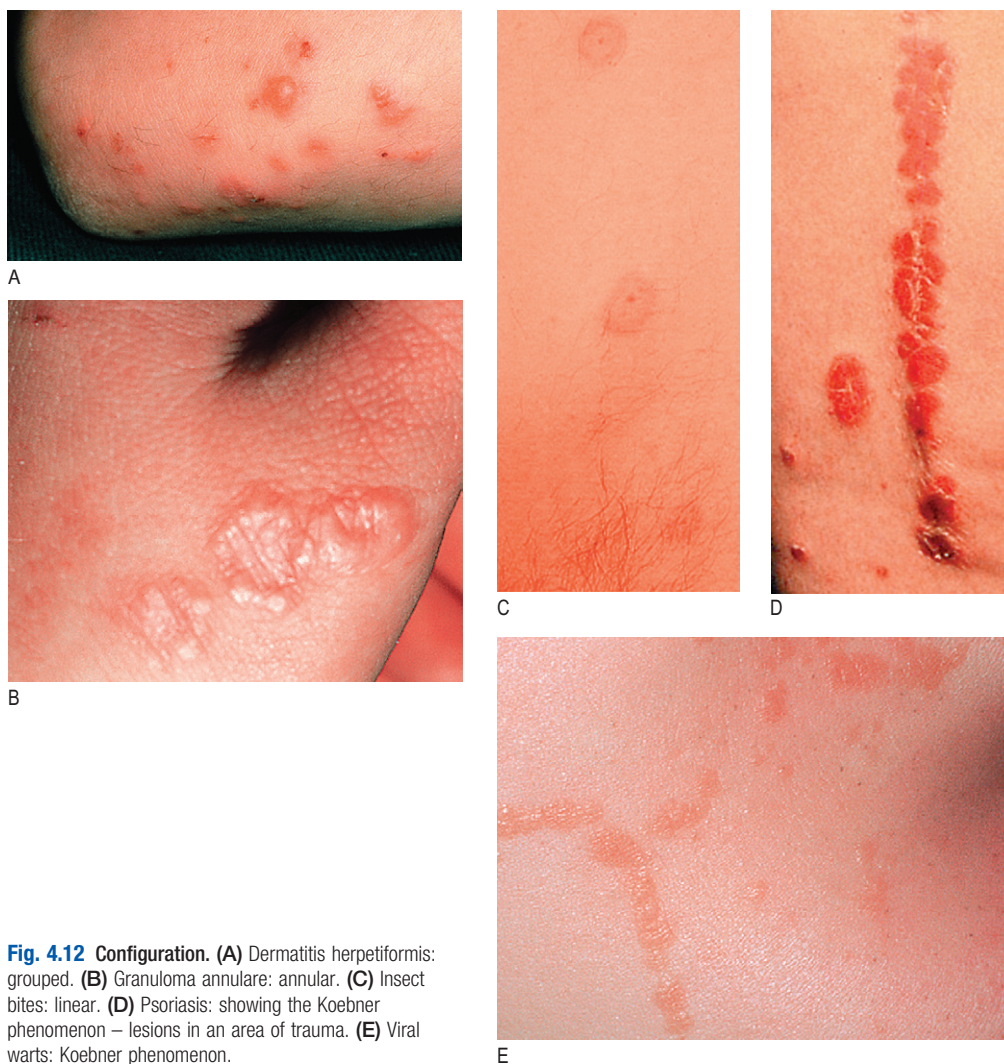 A
B
C
D
E
Fig. 4.12 Configuration. (A) Dermatitis herpetiformis:
grouped. (B) Granuloma annulare: annular. (C) Insect
bites: linear. (D) Psoriasis: showing the Koebner
phenomenon – lesions in an area of trauma. (E) Viral
warts: Koebner phenomenon.